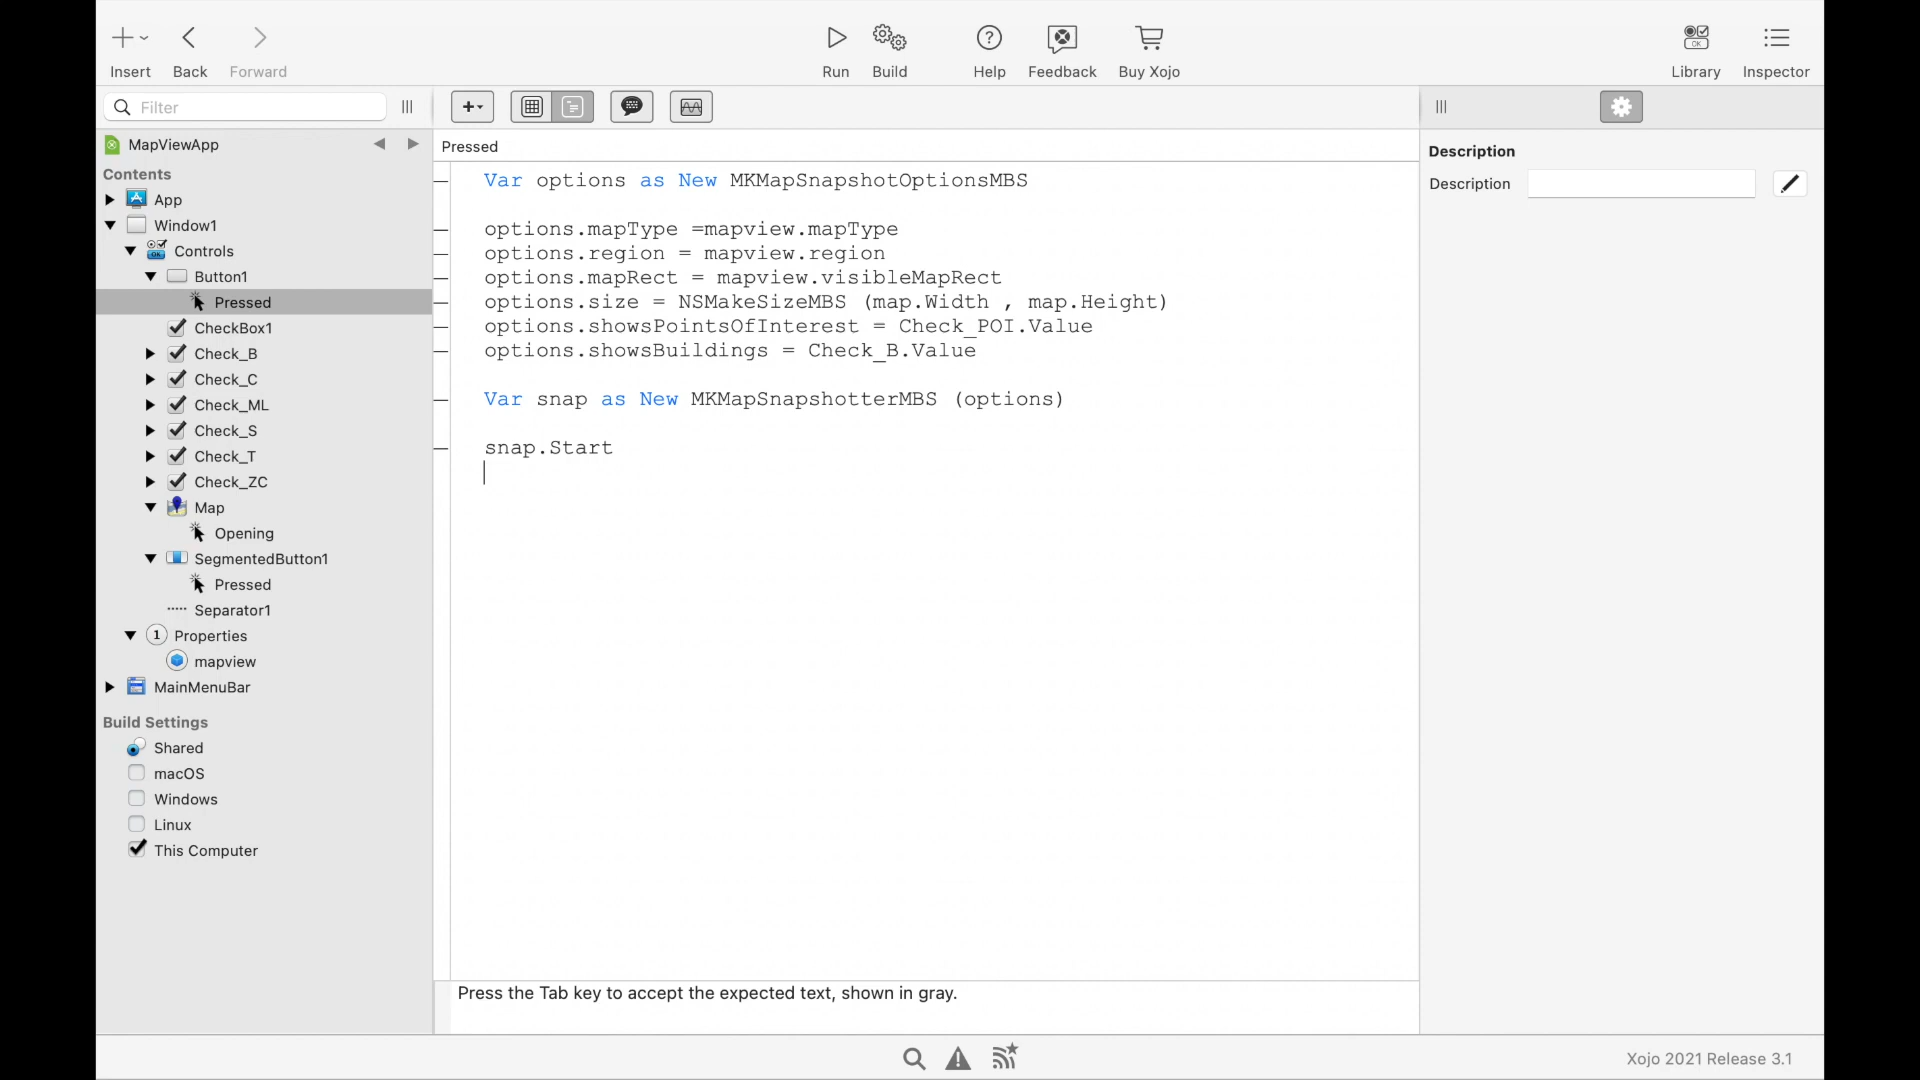 Insert Back Forward Run Build Help Feedback Buy Xojo Library Inspector
OK
Filter
MapViewApp
Contents
App
Window1
Controls
Button1
Pressed
CheckBox1
Check_B
Check_C
Check_ML
Check_S
Check_T
Check_ZC
Map
Opening
SegmentedButton1
Pressed
Separator1
1 Properties
mapview
MainMenuBar
Build Settings
Shared
macOS
Windows
Linux
This Computer
Pressed
Var options as New MKMapSnapshotOptionsMBS
options.mapType =mapview.mapType
options.region = mapview.region
options.mapRect = mapview.visibleMapRect
options.size = NSMakeSizeMBS (map.Width , map.Height)
options.showsPointsOfInterest = Check_POI.Value
options.showsBuildings = Check_B.Value
Var snap as New MKMapSnapshotterMBS (options)
snap.Start
Press the Tab key to accept the expected text, shown in gray.
Description
Description
Xojo 2021 Release 3.1